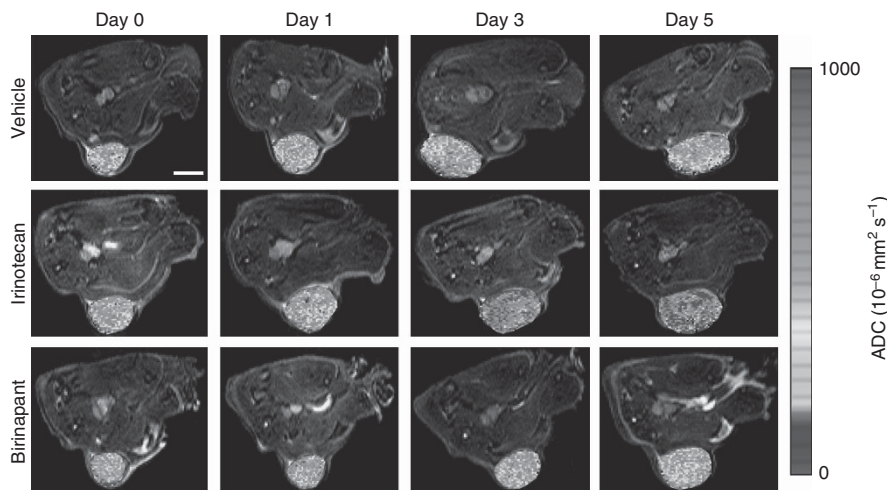 Day 0
Day 1
Day 3
Day 5
Vehicle
Irinotecan
Birinapant
1000
ADC (10⁻⁶ mm² s⁻¹)
0